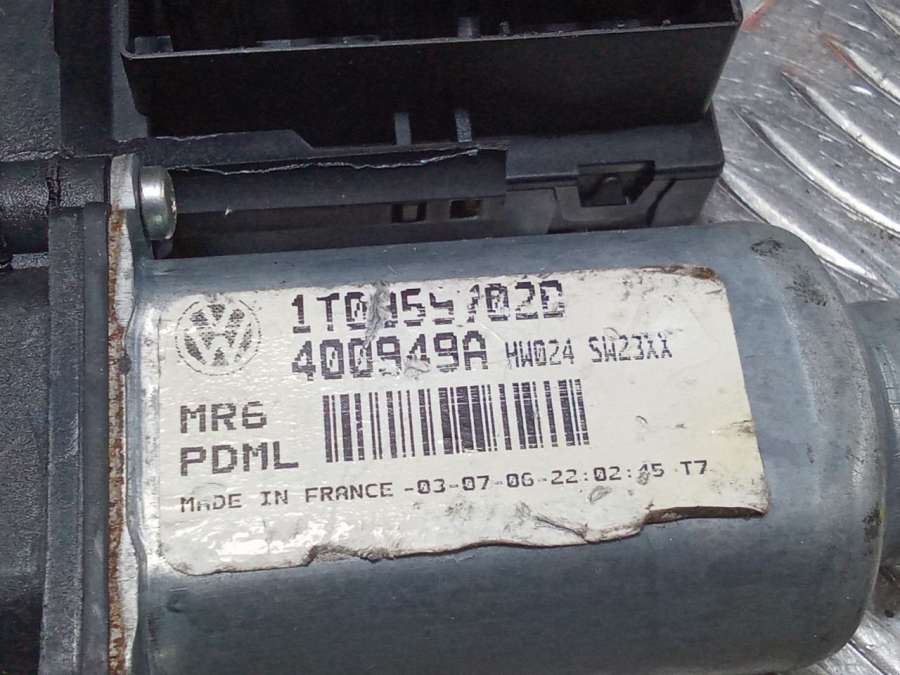 1T0959702D
400949A HW024 SW23XX
MR6
PDML
MADE IN FRANCE -03-07-06-22:02:45 T7